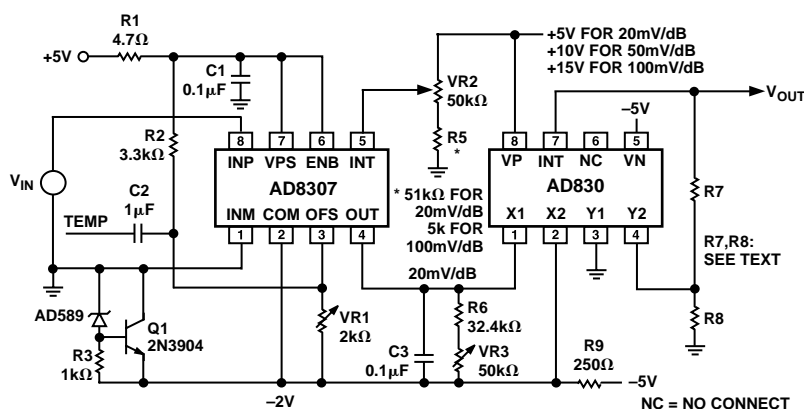 R1
4.7Ω
+5V
C1
0.1µF
R2
3.3kΩ
VR2
50kΩ
R5
*
+5V FOR 20mV/dB
+10V FOR 50mV/dB
+15V FOR 100mV/dB
VOUT
–5V
VIN
C2
1µF
TEMP
8 7 6 5
INP VPS ENB INT
AD8307
INM COM OFS OUT
1 2 3 4
* 51kΩ FOR
20mV/dB
5k FOR
100mV/dB
8 7 6 5
VP INT NC VN
AD830
X1 X2 Y1 Y2
1 2 3 4
R7
R7,R8:
SEE TEXT
R8
20mV/dB
AD589
Q1
2N3904
R3
1kΩ
VR1
2kΩ
C3
0.1µF
R6
32.4kΩ
VR3
50kΩ
R9
250Ω
–5V
–2V
NC = NO CONNECT